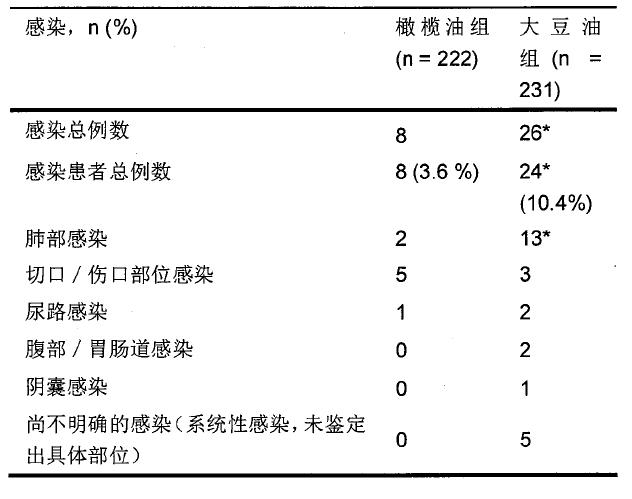 感染，n (%) 橄榄油组 大豆油
(n = 222) 组 (n =
231)
感染总例数 8 26*
感染患者总例数 8 (3.6 %) 24*
(10.4%)
肺部感染 2 13*
切口/伤口部位感染 5 3
尿路感染 1 2
腹部/胃肠道感染 0 2
阴囊感染 0 1
尚不明确的感染（系统性感染，未鉴定
出具体部位） 0 5